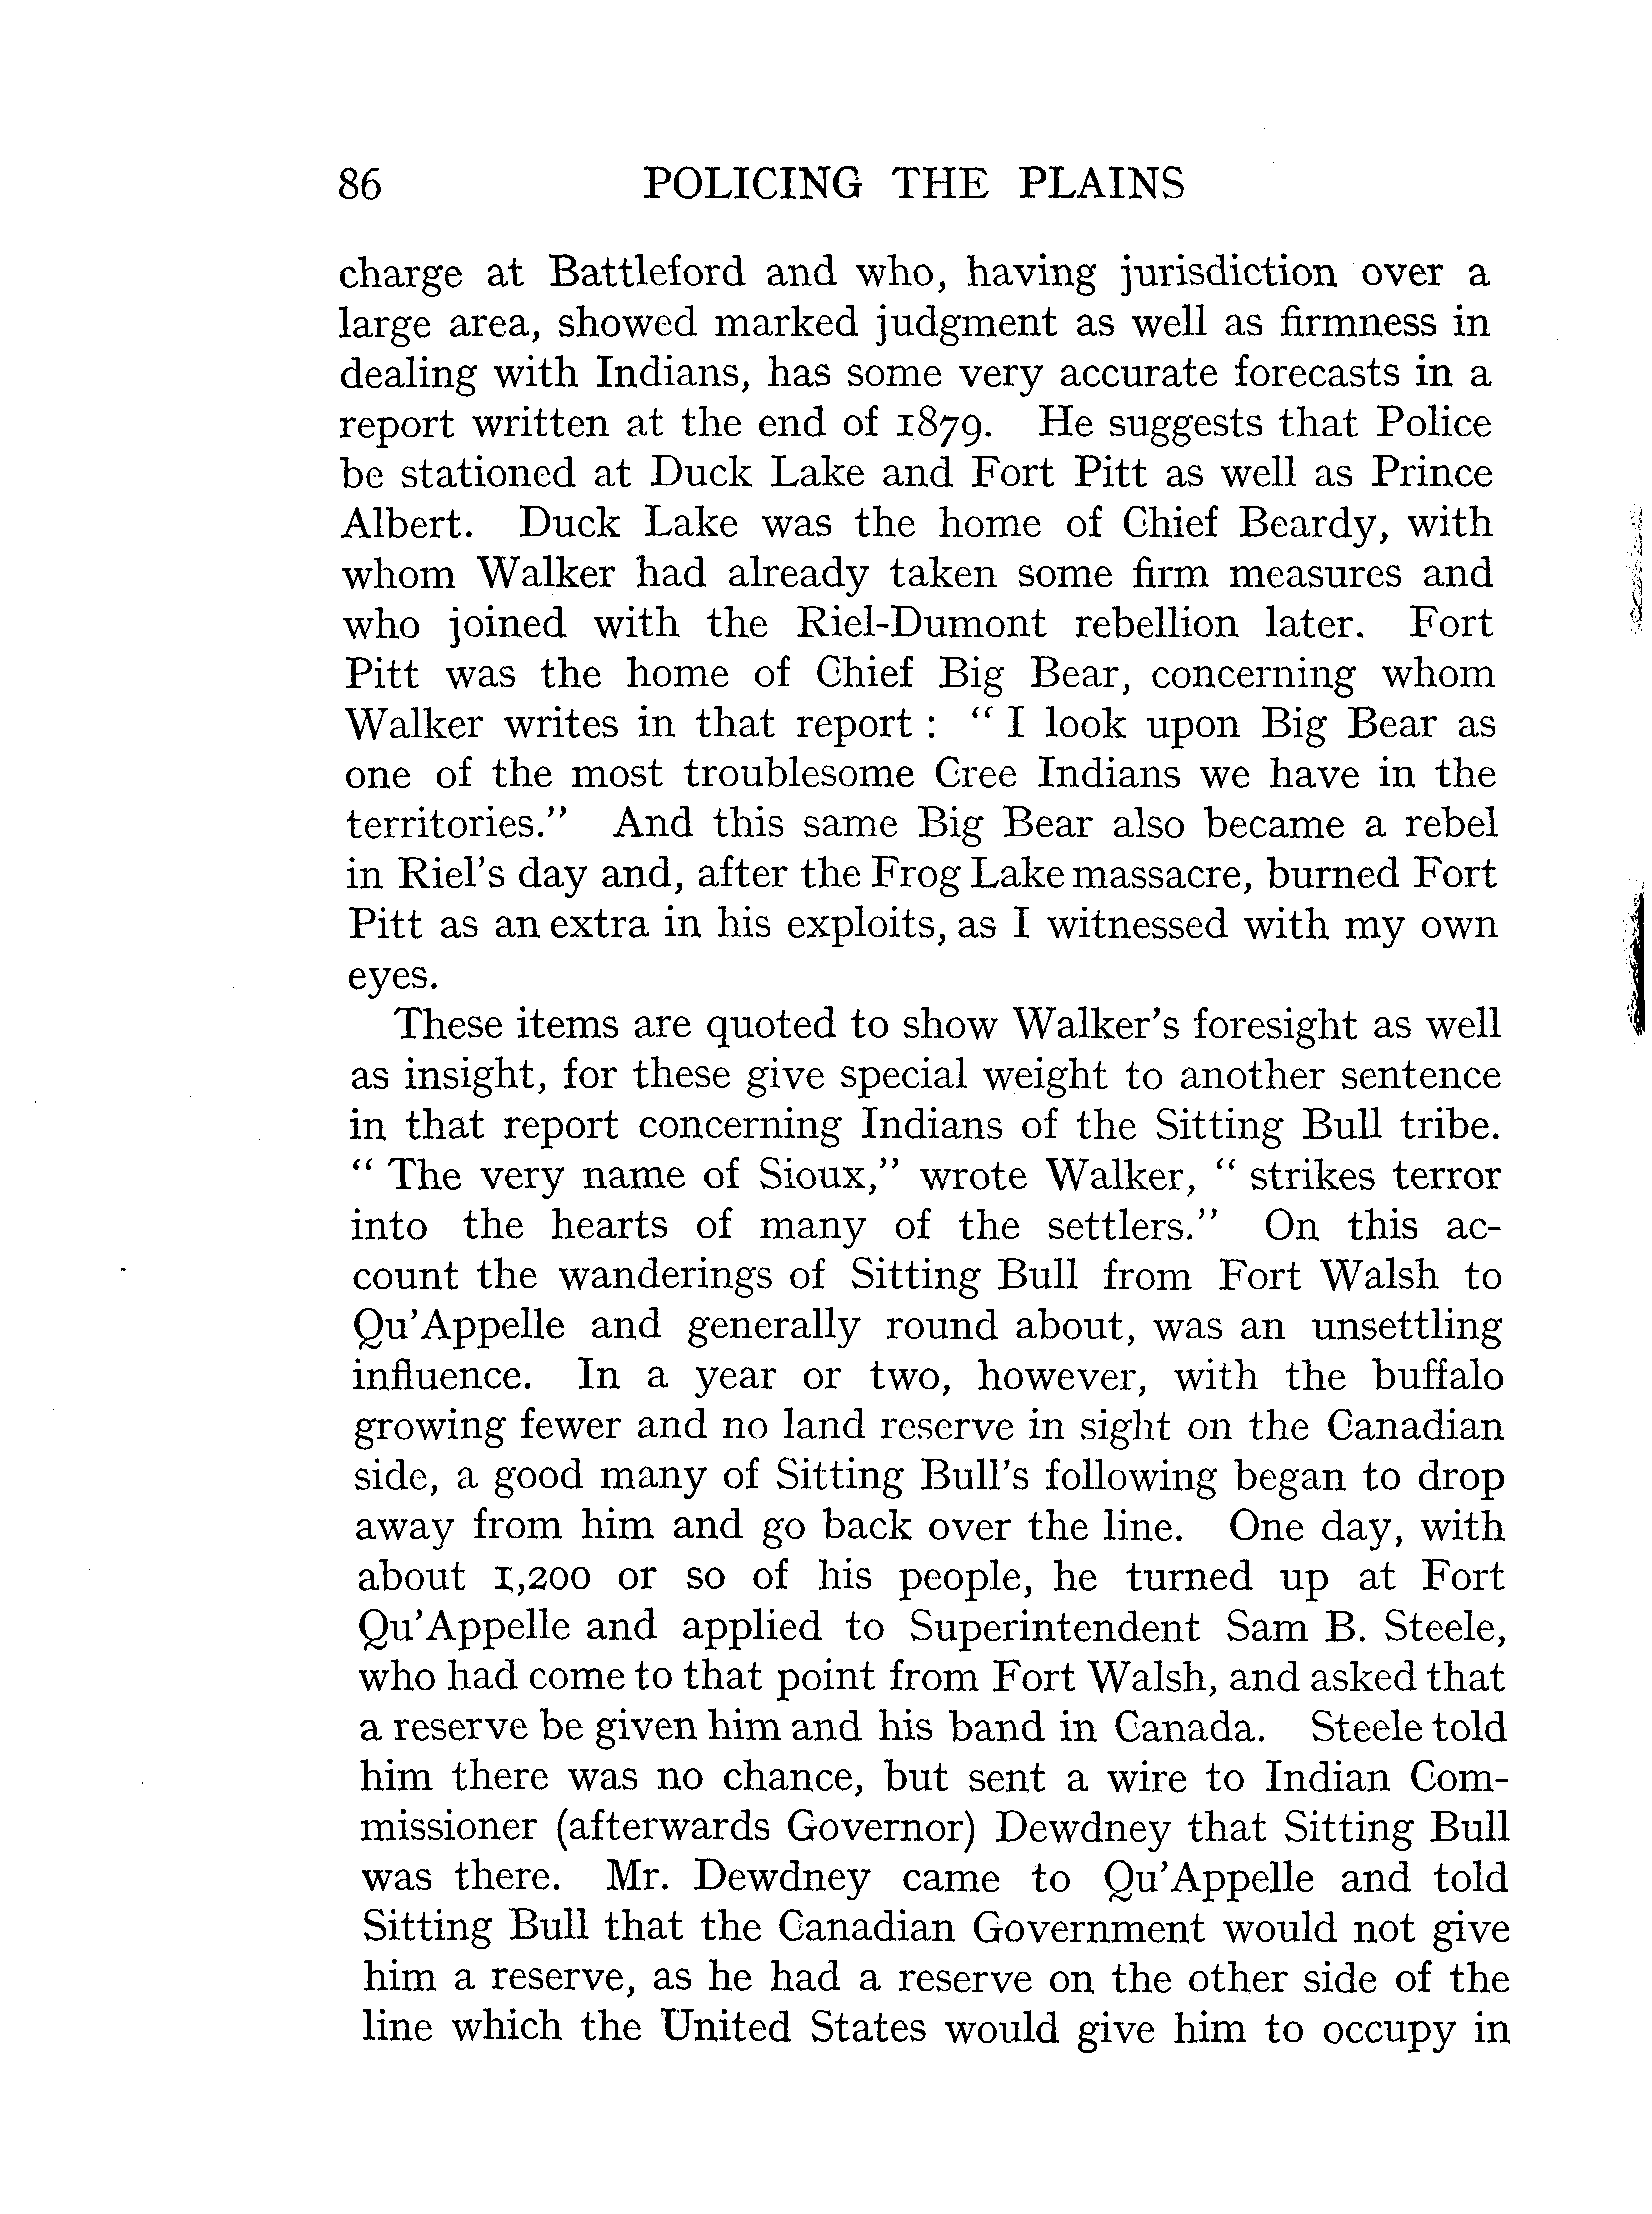 86 POLICING THE PLAINS
charge at Battleford and who, having jurisdiction over a
large area, showed marked judgment as well as firmness in
dealing with Indians, has some very accurate forecasts in a
report written at the end of 1879. He suggests that Police
be stationed at Duck Lake and Fort Pitt as well as Prince
Albert. Duck Lake was the home of Chief Beardy, with
whom Walker had already taken some firm measures and
who joined with the Riel-Dumont rebellion later. Fort
Pitt was the home of Chief Big Bear, concerning whom
Walker writes in that report : “ I look upon Big Bear as
one of the most troublesome Cree Indians we have in the
territories.” And this same Big Bear also became a rebel
in Riel’s day and, after the Frog Lake massacre, burned Fort
Pitt as an extra in his exploits, as I witnessed with my own
eyes.
These items are quoted to show Walker’s foresight as well
as insight, for these give special weight to another sentence
in that report concerning Indians of the Sitting Bull tribe.
“ The very name of Sioux,” wrote Walker, “ strikes terror
into the hearts of many of the settlers.” On this ac-
count the wanderings of Sitting Bull from Fort Walsh to
Qu’Appelle and generally round about, was an unsettling
influence. In a year or two, however, with the buffalo
growing fewer and no land reserve in sight on the Canadian
side, a good many of Sitting Bull’s following began to drop
away from him and go back over the line. One day, with
about 1,200 or so of his people, he turned up at Fort
Qu’Appelle and applied to Superintendent Sam B. Steele,
who had come to that point from Fort Walsh, and asked that
a reserve be given him and his band in Canada. Steele told
him there was no chance, but sent a wire to Indian Com-
missioner (afterwards Governor) Dewdney that Sitting Bull
was there. Mr. Dewdney came to Qu’Appelle and told
Sitting Bull that the Canadian Government would not give
him a reserve, as he had a reserve on the other side of the
line which the United States would give him to occupy in